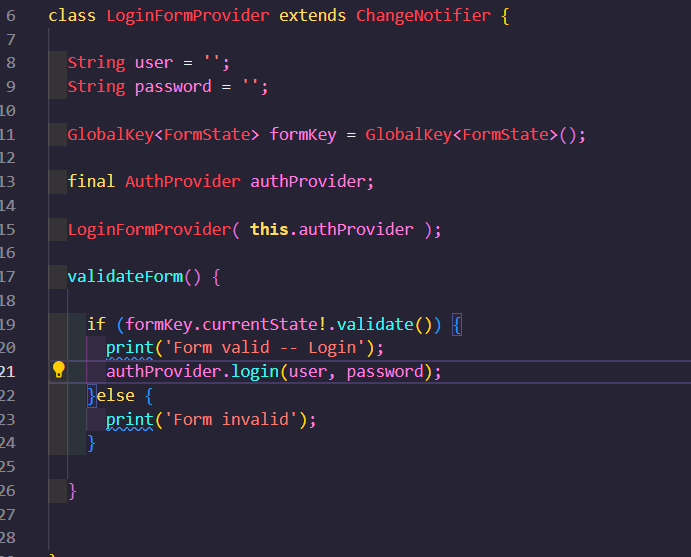 6 class LoginFormProvider extends ChangeNotifier {
7
8 String user = '';
9 String password = '';
10
11 GlobalKey<FormState> formKey = GlobalKey<FormState>();
12
13 final AuthProvider authProvider;
14
15 LoginFormProvider( this.authProvider );
16
17 validateForm() {
18
19 if (formKey.currentState!.validate()) {
20 print('Form valid -- Login');
21 authProvider.login(user, password);
22 }else {
23 print('Form invalid');
24 }
25
26 }
27
28